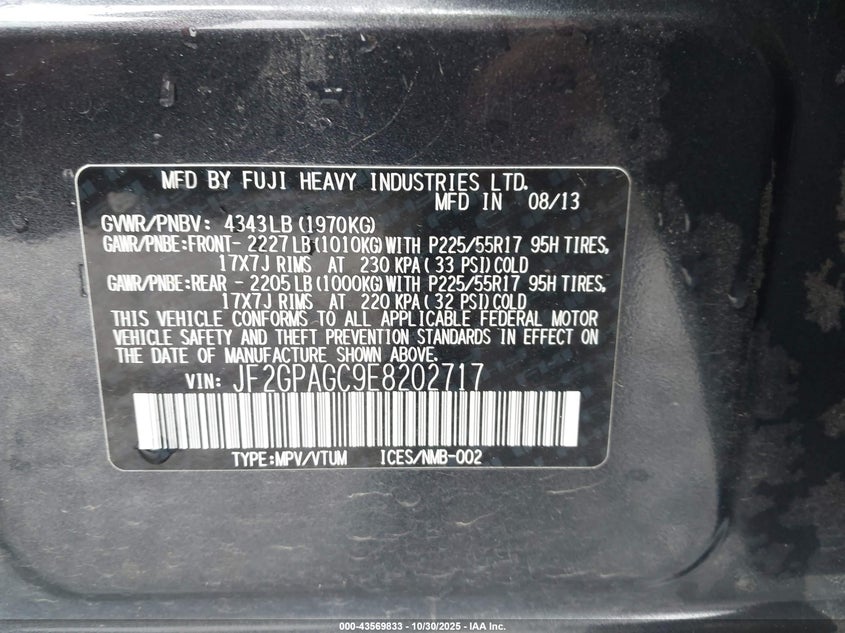 MFD BY FUJI HEAVY INDUSTRIES LTD.
MFD IN 08/13
GVWR/PNBV: 4343LB(1970KG)
GAWR/PNBE:FRONT- 2227LB(1010KG)WITH P225/55R17 95H TIRES,
17X7J RIMS AT 230 KPA( 33 PSI)COLD
GAWR/PNBE:REAR - 2205LB(1000KG)WITH P225/55R17 95H TIRES,
17X7J RIMS AT 220 KPA( 32 PSI)COLD
THIS VEHICLE CONFORMS TO ALL APPLICABLE FEDERAL MOTOR
VEHICLE SAFETY AND THEFT PREVENTION STANDARDS IN EFFECT ON
THE DATE OF MANUFACTURE SHOWN ABOVE.
VIN: JF2GPAGC9E8202717
TYPE:MPV/VTUM ICES/NMB-002
000-43569833 - 10/30/2025 - IAA Inc.